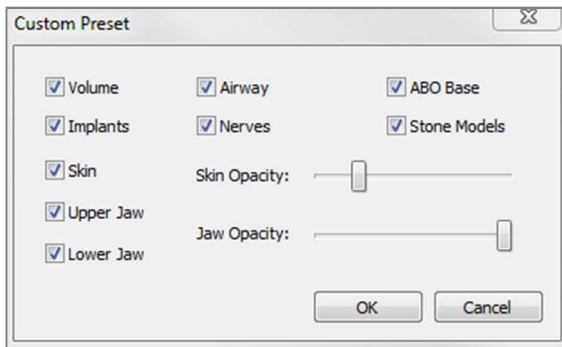 Custom Preset
Volume Airway ABO Base
Implants Nerves Stone Models
Skin Skin Opacity:
Upper Jaw
Jaw Opacity:
Lower Jaw
OK Cancel